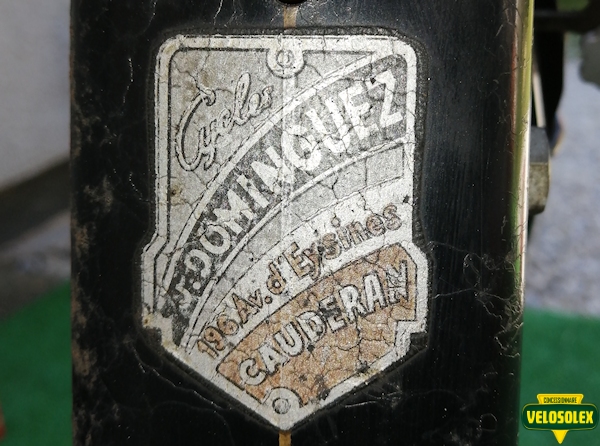 Cycles
J. DOMINGUEZ
196 Av. d'Eysines
CAUDERAN
CONCESSIONNAIRE
VELOSOLEX